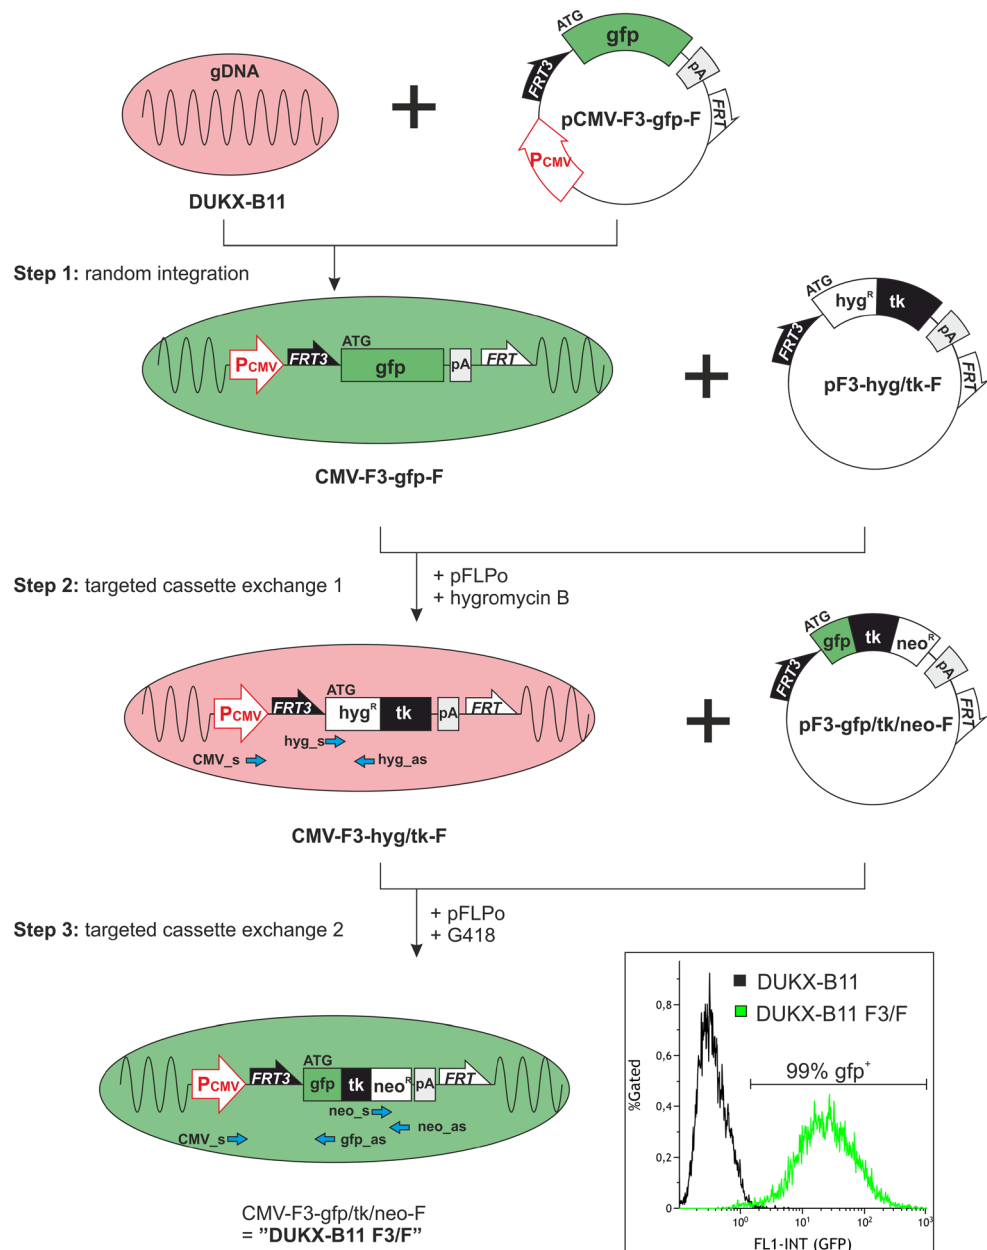 gDNA
DUKX-B11
ATG
gfp
FRT3
pA
FRT
pCMV-F3-gfp-F
PCMV
Step 1: random integration
PCMV
FRT3
ATG
gfp
pA
FRT
CMV-F3-gfp-F
ATG
hygR
tk
FRT3
pA
FRT
pF3-hyg/tk-F
Step 2: targeted cassette exchange 1
+ pFLPo
+ hygromycin B
PCMV
FRT3
ATG
hygR
tk
pA
FRT
hyg_s
CMV_s
hyg_as
CMV-F3-hyg/tk-F
ATG
gfp
tk
neoR
FRT3
pA
FRT
pF3-gfp/tk/neo-F
Step 3: targeted cassette exchange 2
+ pFLPo
+ G418
PCMV
FRT3
ATG
gfp
tk
neoR
pA
FRT
neo_s
neo_as
CMV_s
gfp_as
CMV-F3-gfp/tk/neo-F
= "DUKX-B11 F3/F"
DUKX-B11
DUKX-B11 F3/F
99% gfp+
%Gated
0,8
0,6
0,4
0,2
0
10⁰
10¹
10²
10³
FL1-INT (GFP)